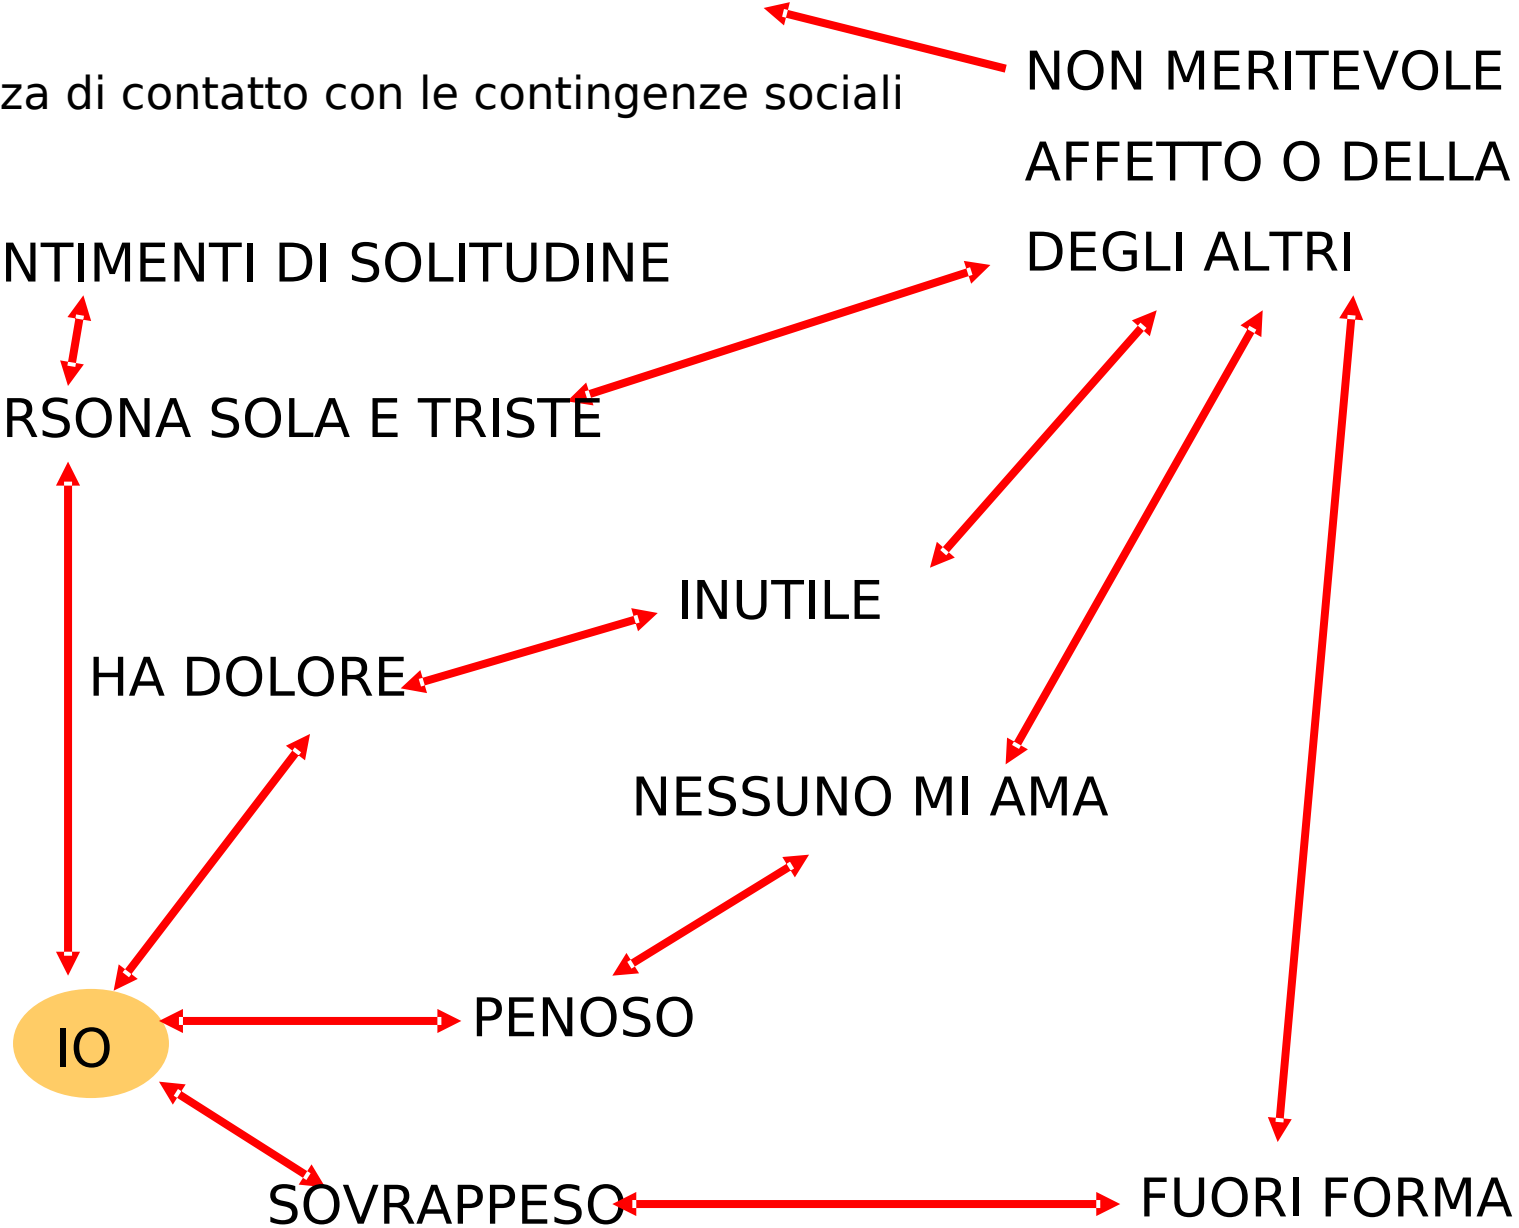 NON MERITEVOLE
za di contatto con le contingenze sociali
AFFETTO O DELLA
DEGLI ALTRI
NTIMENTI DI SOLITUDINE
RSONA SOLA E TRISTE
INUTILE
HA DOLORE
NESSUNO MI AMA
PENOSO
IO
FUORI FORMA
SOVRAPPESO